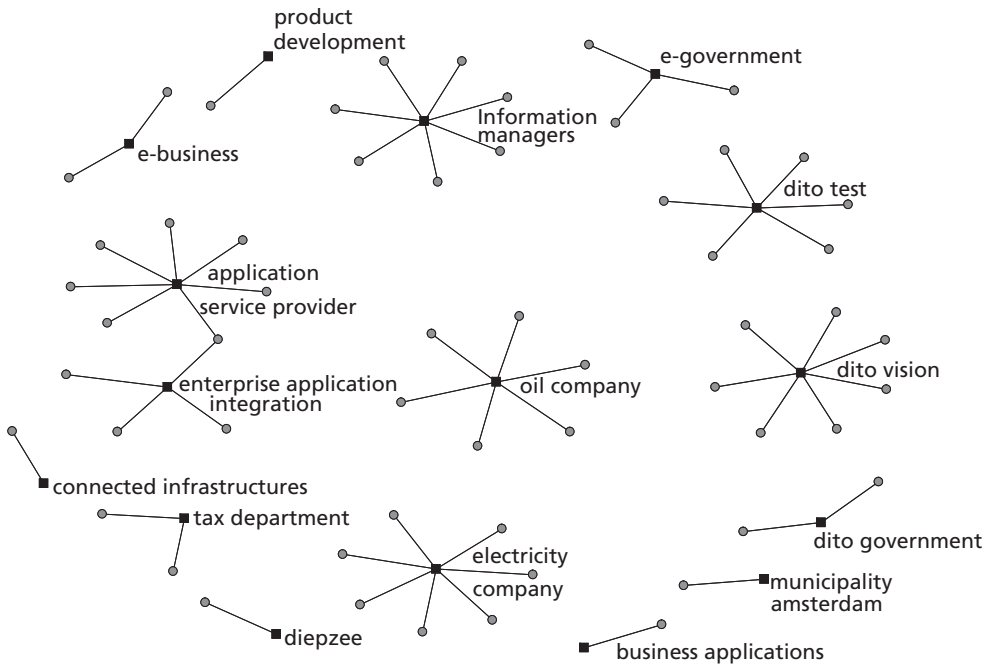 product
development
e-government
Information
managers
e-business
dito test
application
service provider
dito vision
enterprise application
integration
oil company
connected infrastructures
tax department
dito government
electricity
company
municipality
amsterdam
diepzee
business applications